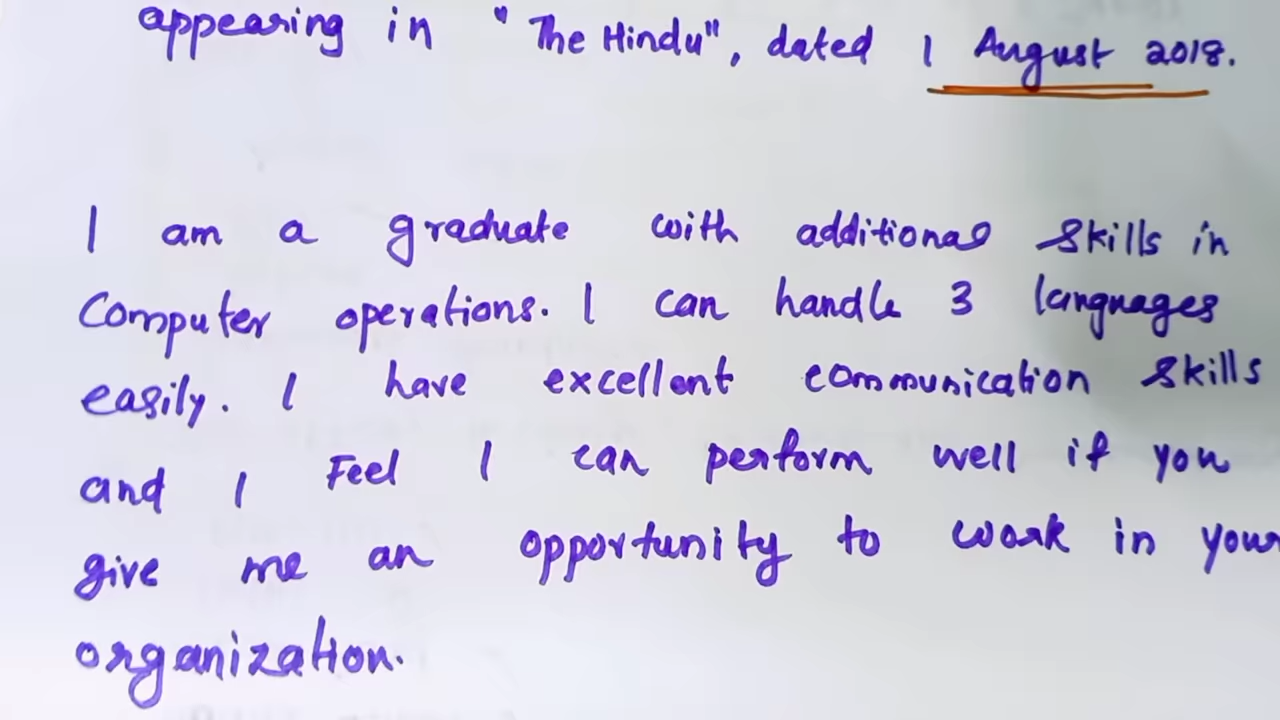 appearing in "The Hindu", dated 1 August 2018.
I am a graduate with additional skills in
Computer operations. I can handle 3 languages
easily. I have excellent communication skills
and I Feel I can perform well if you
give me an opportunity to work in your
organization.